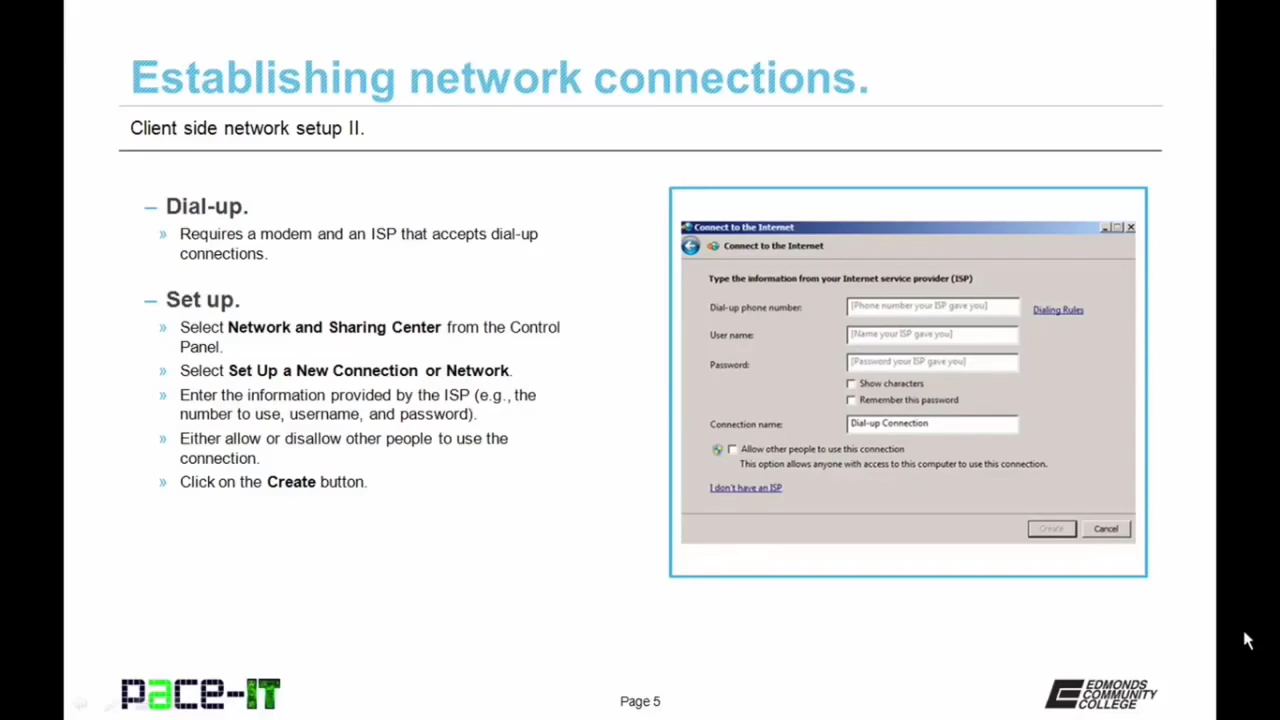 Establishing network connections.
Client side network setup II.
– Dial-up.
» Requires a modem and an ISP that accepts dial-up
connections.
– Set up.
» Select Network and Sharing Center from the Control
Panel.
» Select Set Up a New Connection or Network.
» Enter the information provided by the ISP (e.g., the
number to use, username, and password).
» Either allow or disallow other people to use the
connection.
» Click on the Create button.
Connect to the Internet
Connect to the Internet
Type the information from your Internet service provider (ISP)
Dial-up phone number: [Phone number your ISP gave you] Dialing Rules
User name: [Name your ISP gave you]
Password: [Password your ISP gave you]
Show characters
Remember this password
Connection name: Dial-up Connection
Allow other people to use this connection
This option allows anyone with access to this computer to use this connection.
I don't have an ISP
Create Cancel
pace-IT
Page 5
EDMONDS
COMMUNITY
COLLEGE